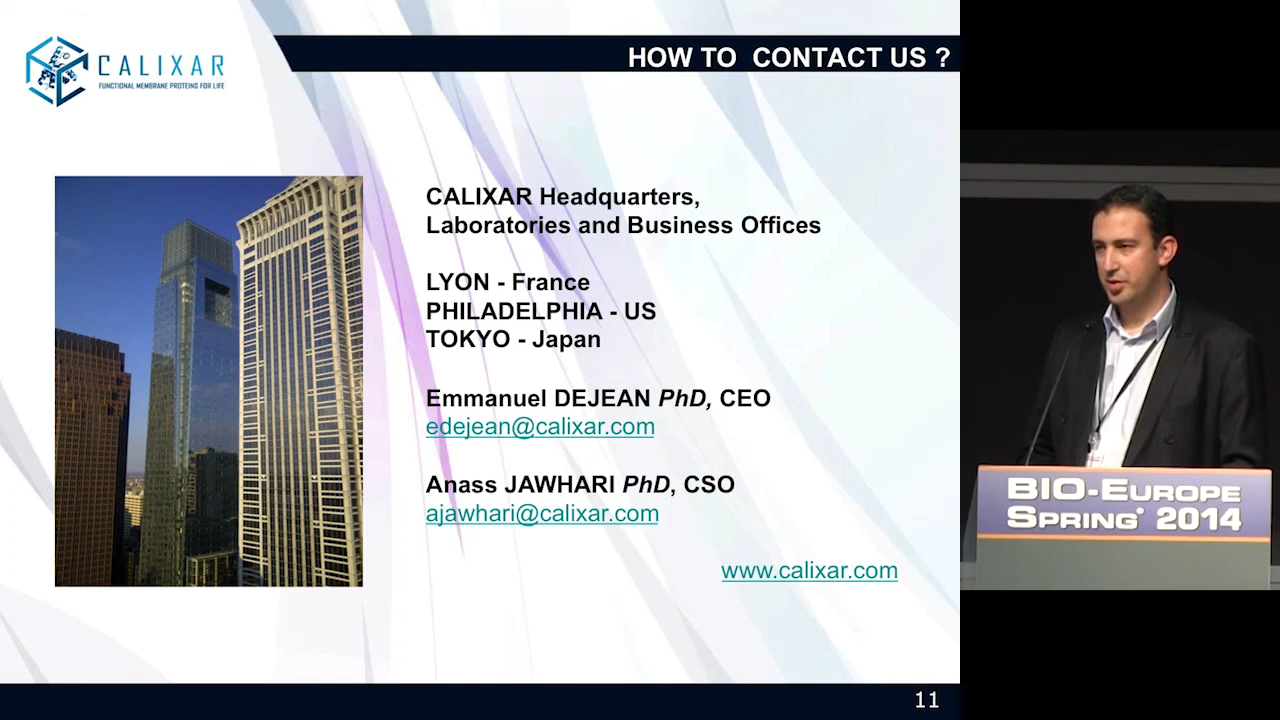 CALIXAR
FUNCTIONAL MEMBRANE PROTEINS FOR LIFE
HOW TO CONTACT US ?
CALIXAR Headquarters,
Laboratories and Business Offices
LYON - France
PHILADELPHIA - US
TOKYO - Japan
Emmanuel DEJEAN PhD, CEO
edejean@calixar.com
Anass JAWHARI PhD, CSO
ajawhari@calixar.com
www.calixar.com
11
BIO-EUROPE
SPRING® 2014